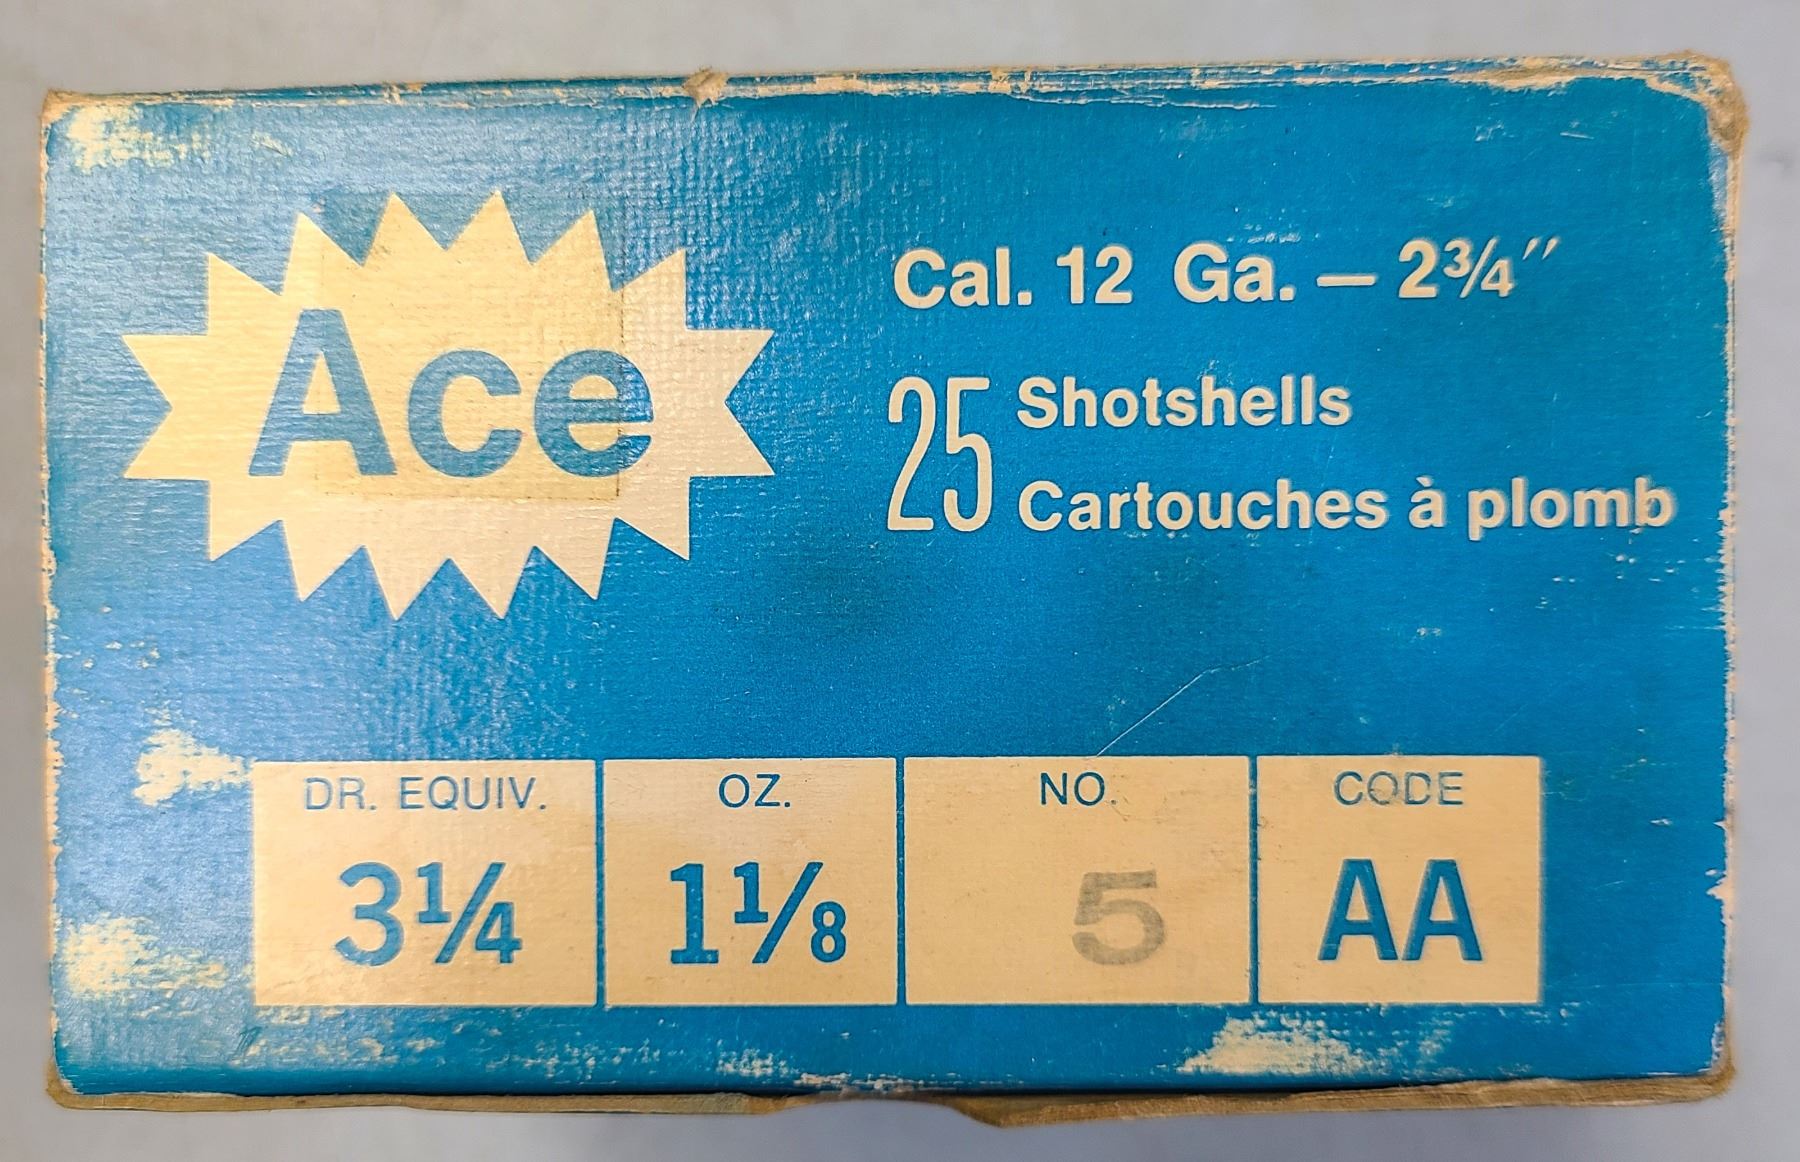 Ace
Cal. 12 Ga. — 2¾″
25 Shotshells
Cartouches à plomb
DR. EQUIV. OZ. NO. CODE
3¼ 1⅛ 5 AA